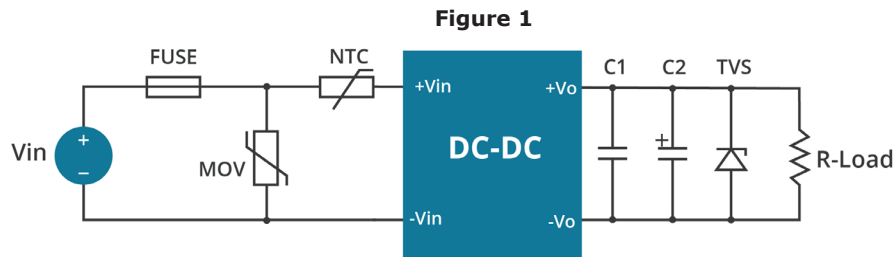 Figure 1
FUSE
NTC
C1
C2
TVS
+Vin
+Vo
Vin
+
−
MOV
DC-DC
+
R-Load
-Vin
-Vo